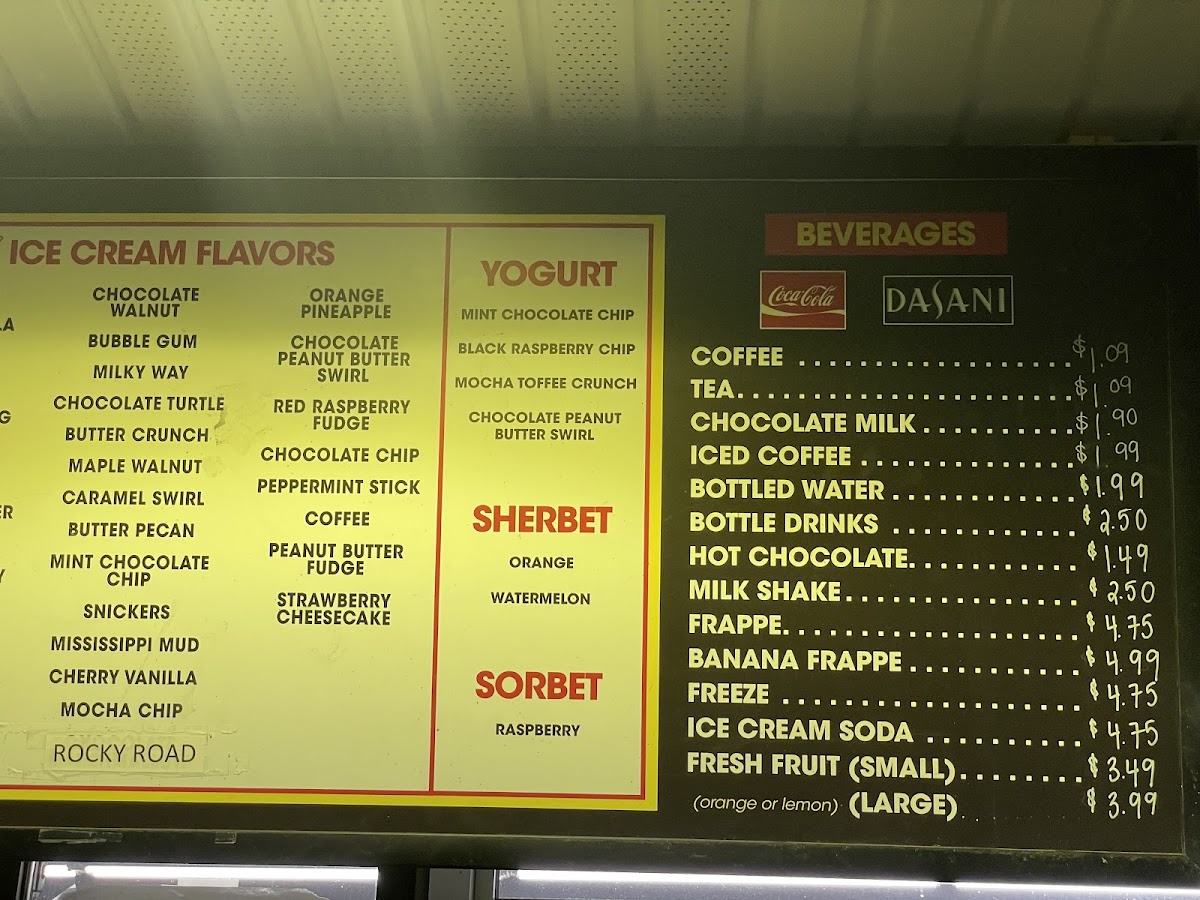 ICE CREAM FLAVORS
CHOCOLATE
WALNUT
BUBBLE GUM
MILKY WAY
CHOCOLATE TURTLE
BUTTER CRUNCH
MAPLE WALNUT
CARAMEL SWIRL
BUTTER PECAN
MINT CHOCOLATE
CHIP
SNICKERS
MISSISSIPPI MUD
CHERRY VANILLA
MOCHA CHIP
ROCKY ROAD
ORANGE
PINEAPPLE
CHOCOLATE
PEANUT BUTTER
SWIRL
RED RASPBERRY
FUDGE
CHOCOLATE CHIP
PEPPERMINT STICK
COFFEE
PEANUT BUTTER
FUDGE
STRAWBERRY
CHEESECAKE
YOGURT
MINT CHOCOLATE CHIP
BLACK RASPBERRY CHIP
MOCHA TOFFEE CRUNCH
CHOCOLATE PEANUT
BUTTER SWIRL
SHERBET
ORANGE
WATERMELON
SORBET
RASPBERRY
BEVERAGES
Coca-Cola DASANI
COFFEE ..................... $1.09
TEA......................... $1.09
CHOCOLATE MILK .......... $1.90
ICED COFFEE .............. $1.99
BOTTLED WATER ............ $1.99
BOTTLE DRINKS ............ $2.50
HOT CHOCOLATE........... $1.49
MILK SHAKE................ $2.50
FRAPPE..................... $4.75
BANANA FRAPPE ........... $4.99
FREEZE .................... $4.75
ICE CREAM SODA .......... $4.75
FRESH FRUIT (SMALL)........ $3.49
(orange or lemon) (LARGE) $3.99